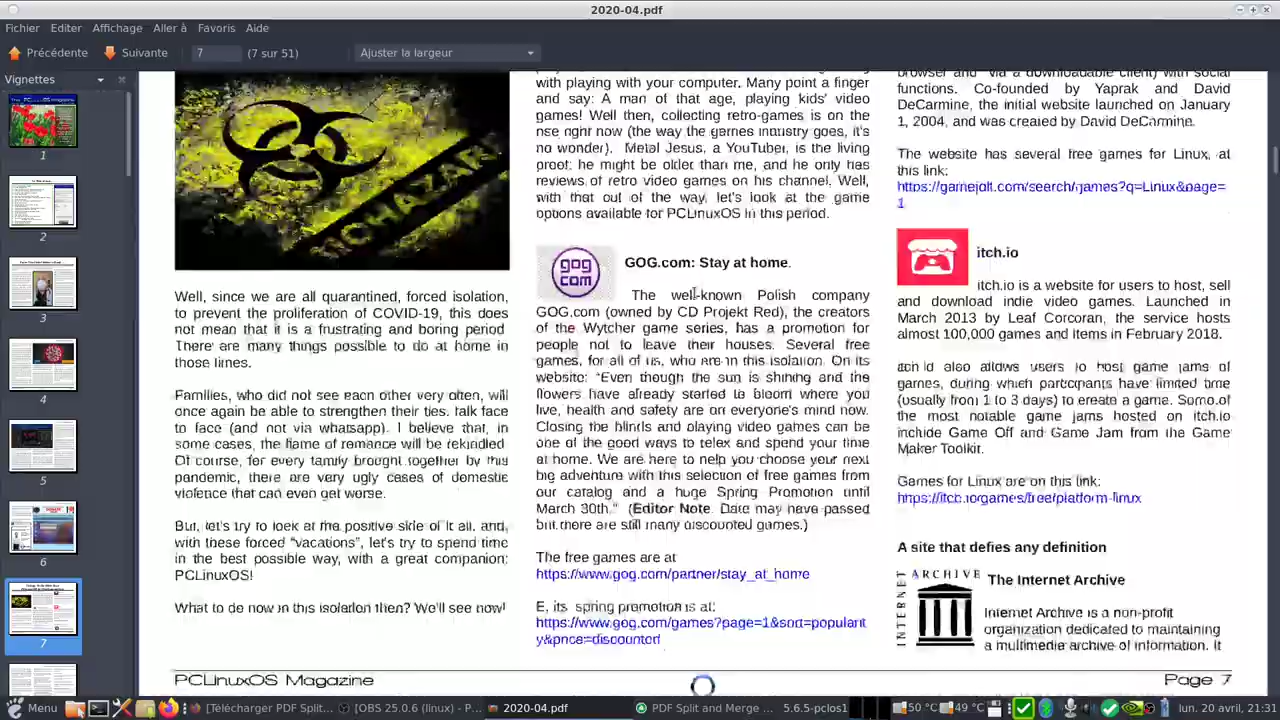 2020-04.pdf
Fichier Editer Affichage Aller à Favoris Aide
Précédente Suivante 7 (7 sur 51) Ajuster la largeur
Vignettes
1
2
3
4
5
6
7
Well, since we are all quarantined, forced isolation,
to prevent the proliferation of COVID-19, this does
not mean that it is a frustrating and boring period
There are many things possible to do at home in
those times.
Families, who did not see each other very often, will
once again be able to strengthen their ties, talk face
to face (and not via whatsapp). I believe that, in
some cases, the flame of romance will be rekindled
Of course, for every family brought together by this
pandemic, there are very ugly cases of domestic
violence that can even get worse.
But, let's try to look at the positive side of it all, and,
with these forced "vacations", let's try to spend time
in the best possible way, with a great companion:
PCLinuxOS!
What to do now in this isolation then? We'll see now!
with playing with your computer. Many point a finger
and say: A man of that age, playing kids' video
games! Well then, collecting retro-games is on the
rise right now (the way the games industry goes, it's
no wonder). Metal Jesus, a YouTuber, is the living
proof: he might be older than me, and he only has
reviews of retro video games on his channel! Well,
with that out of the way, let's look at the game
options available for PCLinuxOS in this period.
gog
com
GOG.com: Stay at home.
The well-known Polish company
GOG.com (owned by CD Projekt Red), the creators
of the Wytcher game series, has a promotion for
people not to leave their houses. Several free
games, for all of us, who are in this isolation. On its
website: "Even though the sun is shining and the
flowers have already started to bloom where you
live, health and safety are on everyone's mind now.
Closing the blinds and playing video games can be
one of the good ways to relax and spend your time
at home. We are here to help you choose your next
big adventure with this selection of free games from
our catalog and a huge Spring Promotion until
March 30th." (Editor Note. Date may have passed
but there are still many discounted games.)
The free games are at
https://www.gog.com/partner/stay_at_home
E, its spring promotion is at:
https://www.gog.com/games?page=1&sort=popularit
y&price=discounted
browser and via a downloadable client) with social
functions. Co-founded by Yaprak and David
DeCarmine, the initial website launched on January
1, 2004, and was created by David DeCarmine.
The website has several free games for Linux, at
this link:
https://gamejolt.com/search/games?q=Linux&page=
1
itch.io
itch.io is a website for users to host, sell
and download indie video games. Launched in
March 2013 by Leaf Corcoran, the service hosts
almost 100,000 games and items in February 2018.
itch.io also allows users to host game jams of
games, during which participants have limited time
(usually from 1 to 3 days) to create a game. Some of
the most notable game jams hosted on itch.io
include Game Off and Game Jam from the Game
Maker Toolkit.
Games for Linux are on this link:
https://itch.io/games/free/platform-linux
A site that defies any definition
INTERNET ARCHIVE
The Internet Archive
Internet Archive is a non-profit
organization dedicated to maintaining
a multimedia archive of information. It
PCLinuxOS Magazine Page 7
Menu [Télécharger PDF Split... [OBS 25.0.6 (linux) - P... 2020-04.pdf PDF Split and Merge ... 5.6.5-pclos1 50 °C 49 °C lun. 20 avril, 21:31